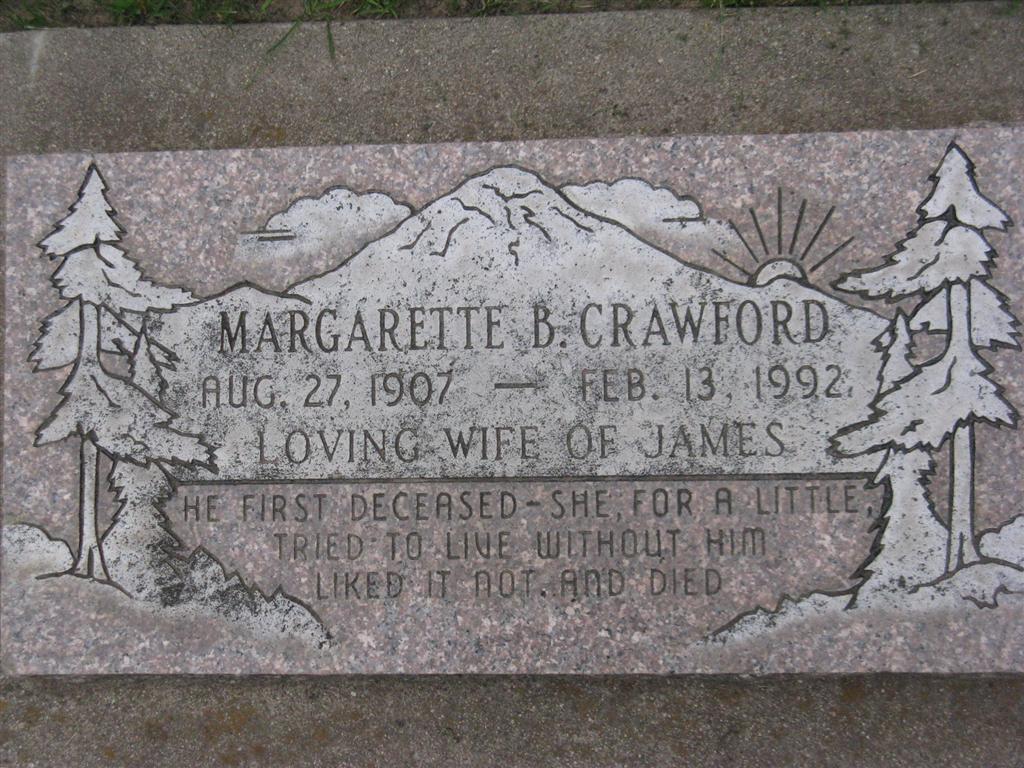 MARGARETTE B. CRAWFORD
AUG. 27, 1907 — FEB. 13, 1992
LOVING WIFE OF JAMES
HE FIRST DECEASED - SHE, FOR A LITTLE,
TRIED TO LIVE WITHOUT HIM
LIKED IT NOT.. AND DIED